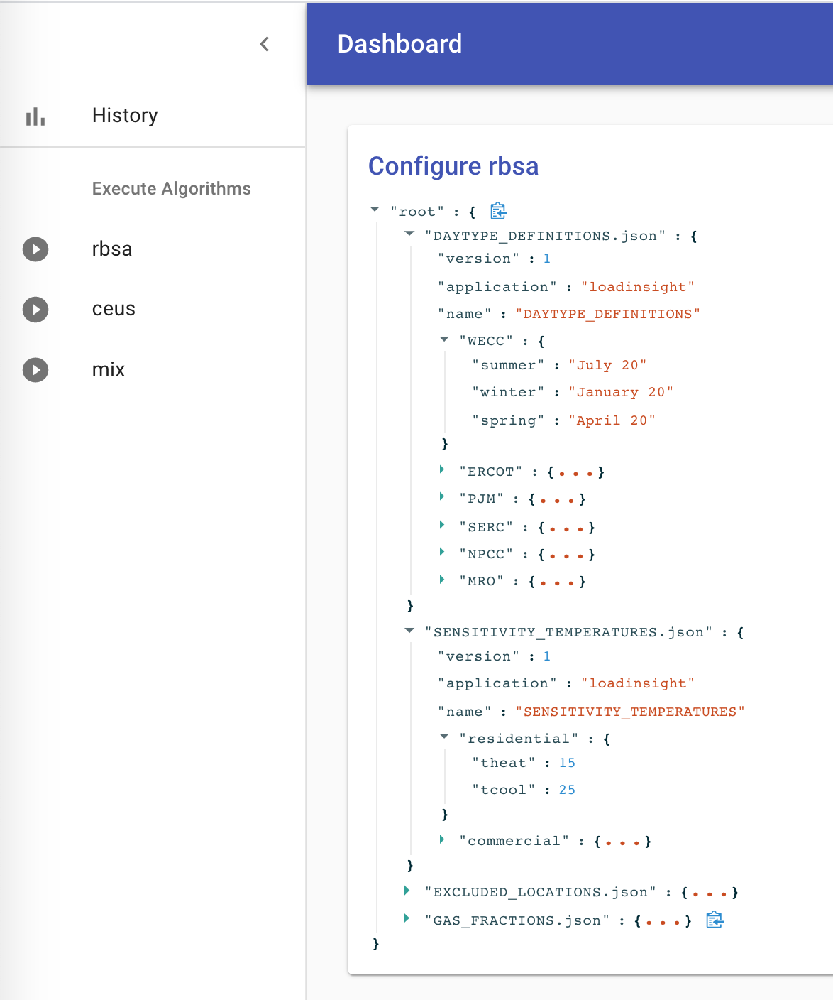 Dashboard
History
Execute Algorithms
rbsa
ceus
mix
Configure rbsa
"root" : {
"DAYTYPE_DEFINITIONS.json" : {
"version" : 1
"application" : "loadinsight"
"name" : "DAYTYPE_DEFINITIONS"
"WECC" : {
"summer" : "July 20"
"winter" : "January 20"
"spring" : "April 20"
}
"ERCOT" : {...}
"PJM" : {...}
"SERC" : {...}
"NPCC" : {...}
"MRO" : {...}
}
"SENSITIVITY_TEMPERATURES.json" : {
"version" : 1
"application" : "loadinsight"
"name" : "SENSITIVITY_TEMPERATURES"
"residential" : {
"theat" : 15
"tcool" : 25
}
"commercial" : {...}
}
"EXCLUDED_LOCATIONS.json" : {...}
"GAS_FRACTIONS.json" : {...}
}